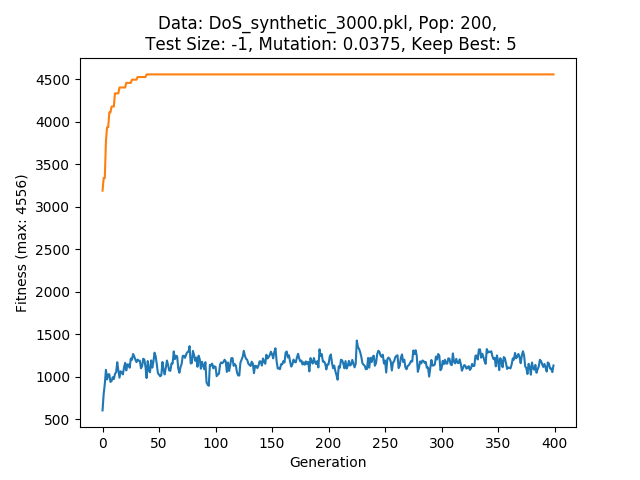 Data: DoS_synthetic_3000.pkl, Pop: 200,
Test Size: -1, Mutation: 0.0375, Keep Best: 5
Fitness (max: 4556)
4500
4000
3500
3000
2500
2000
1500
1000
500
0 50 100 150 200 250 300 350 400
Generation